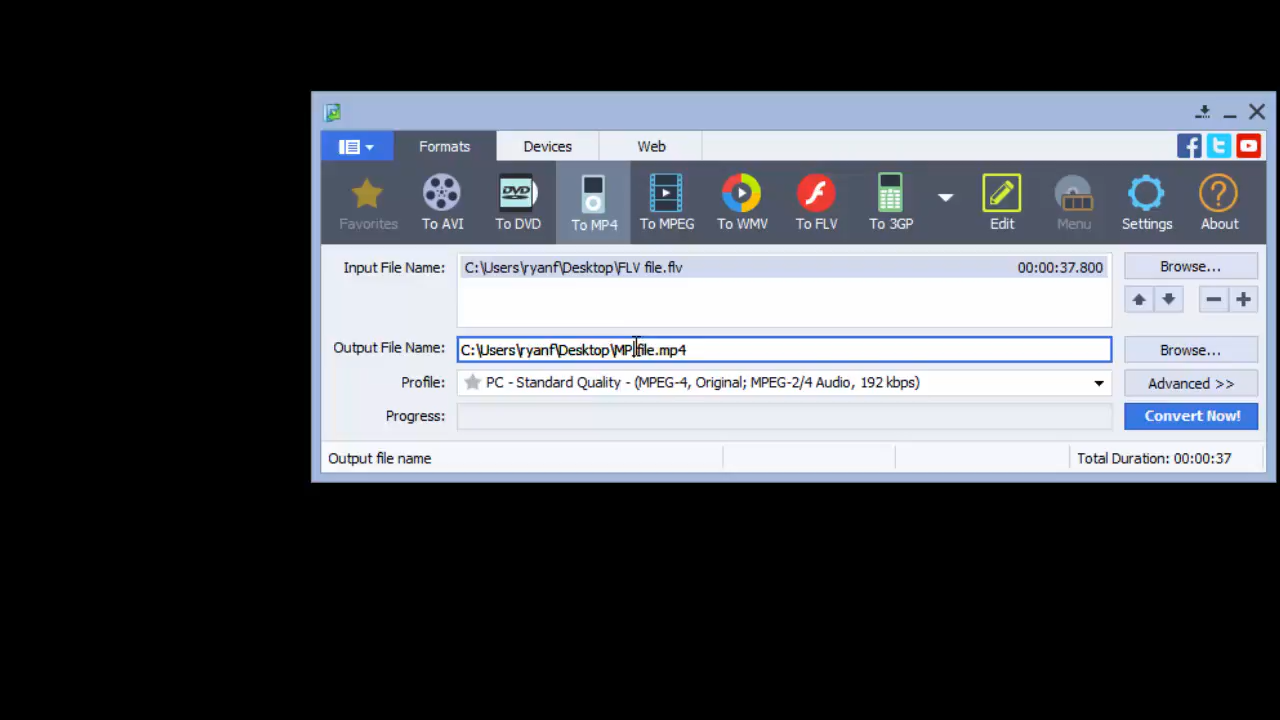 Formats
Devices
Web
Favorites
To AVI
DVD
To DVD
To MP4
To MPEG
To WMV
To FLV
To 3GP
Edit
Menu
Settings
About
Input File Name:
C:\Users\ryanf\Desktop\FLV file.flv
00:00:37.800
Browse...
Output File Name:
C:\Users\ryanf\Desktop\MP file.mp4
Browse...
Profile:
PC - Standard Quality - (MPEG-4, Original; MPEG-2/4 Audio, 192 kbps)
Advanced >>
Progress:
Convert Now!
Output file name
Total Duration: 00:00:37